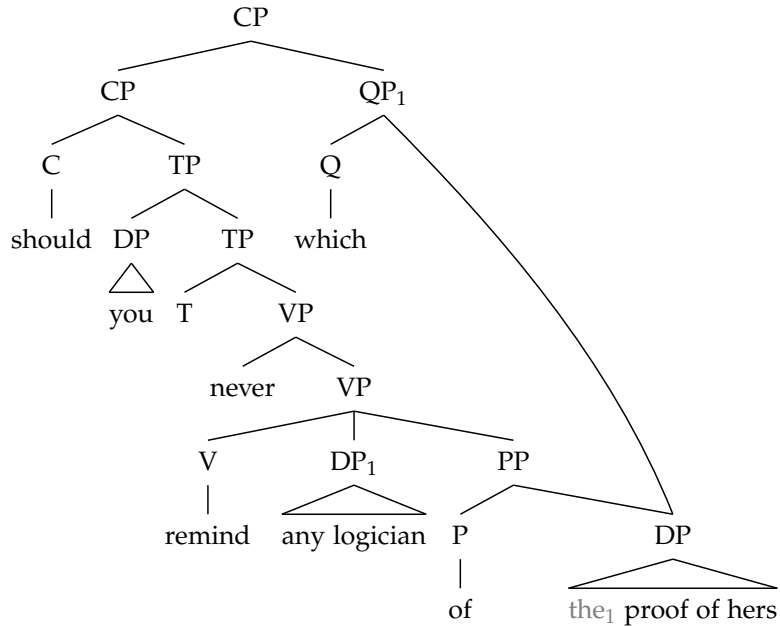 CP
CP QP₁
C TP Q
should DP TP which
you T VP
never VP
V DP₁ PP
remind any logician P DP
of the₁ proof of hers